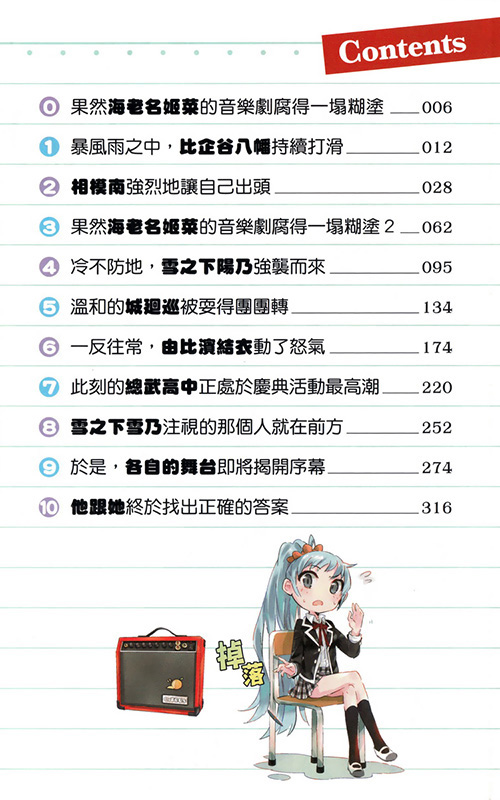 Contents
0 果然海老名姬菜的音樂劇腐得一塌糊塗 006
1 暴風雨之中，比企谷八幡持續打滑 012
2 相模南強烈地讓自己出頭 028
3 果然海老名姬菜的音樂劇腐得一塌糊塗２ 062
4 冷不防地，雪之下陽乃強襲而來 095
5 溫和的城迴巡被耍得團團轉 134
6 一反往常，由比濱結衣動了怒氣 174
7 此刻的總武高中正處於慶典活動最高潮 220
8 雪之下雪乃注視的那個人就在前方 252
9 於是，各自的舞台即將揭開序幕 274
10 他跟她終於找出正確的答案 316
掉落